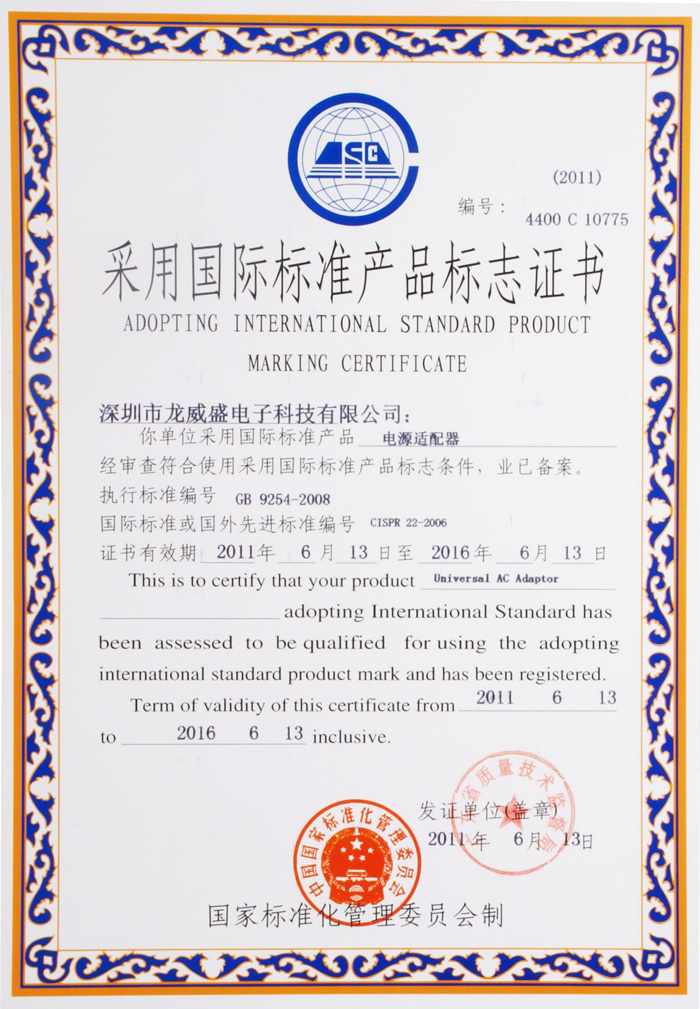 (2011)
编号： 4400 C 10775
采用国际标准产品标志证书
ADOPTING INTERNATIONAL STANDARD PRODUCT
MARKING CERTIFICATE
深圳市龙威盛电子科技有限公司：
你单位采用国际标准产品 电源适配器
经审查符合使用采用国际标准产品标志条件，业已备案。
执行标准编号 GB 9254-2008
国际标准或国外先进标准编号 CISPR 22-2006
证书有效期 2011年 6 月 13 日至 2016年 6月 13 日
This is to certify that your product Universal AC Adaptor
adopting International Standard has
been assessed to be qualified for using the adopting
international standard product mark and has been registered.
Term of validity of this certificate from 2011 6 13
to 2016 6 13 inclusive.
发证单位(盖章)
2011年 6月 13日
省质量技术监督局
中国国家标准化管理委员会
国家标准化管理委员会制